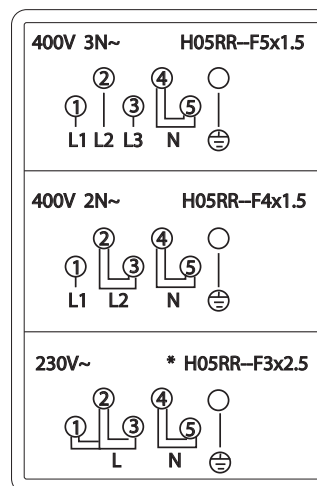 400V 3N~ H05RR--F5x1.5
2 4
1 3 5
L1 L2 L3 N
400V 2N~ H05RR--F4x1.5
2 4
1 3 5
L1 L2 N
230V~ * H05RR--F3x2.5
2 4
1 3 5
L N